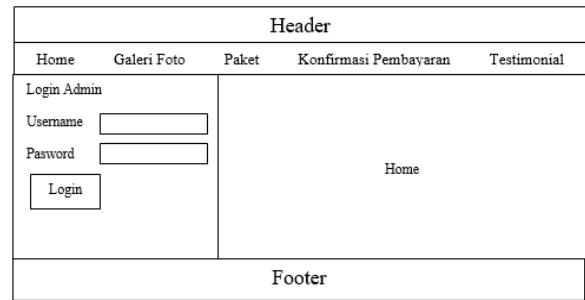 Header
Home Galeri Foto Paket Konfirmasi Pembayaran Testimonial
Login Admin
Username
Pasword
Login
Home
Footer